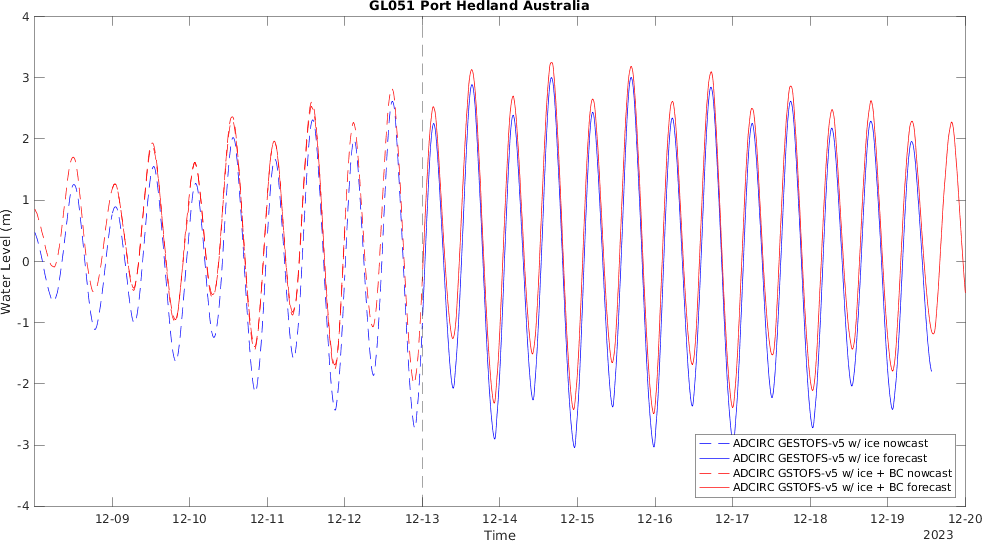 GL051 Port Hedland Australia
Water Level (m)
4
3
2
1
0
-1
-2
-3
-4
ADCIRC GESTOFS-v5 w/ ice nowcast
ADCIRC GESTOFS-v5 w/ ice forecast
ADCIRC GSTOFS-v5 w/ ice + BC nowcast
ADCIRC GSTOFS-v5 w/ ice + BC forecast
12-09 12-10 12-11 12-12 12-13 12-14 12-15 12-16 12-17 12-18 12-19 12-20
Time
2023